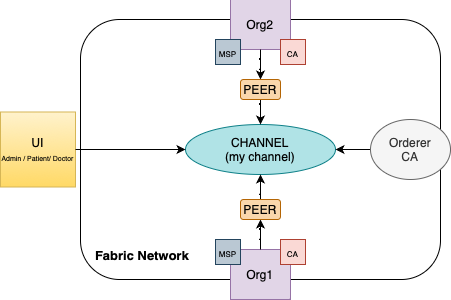 Org2
MSP
CA
PEER
UI
Admin / Patient/ Doctor
CHANNEL
(my channel)
Orderer
CA
PEER
Fabric Network
MSP
CA
Org1